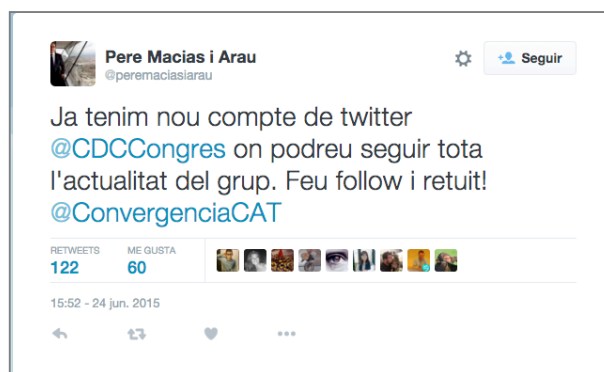 Pere Macias i Arau
@peremaciasiarau
Seguir
Ja tenim nou compte de twitter
@CDCCongres on podreu seguir tota
l'actualitat del grup. Feu follow i retuit!
@ConvergenciaCAT
RETWEETS ME GUSTA
122 60
15:52 - 24 jun. 2015